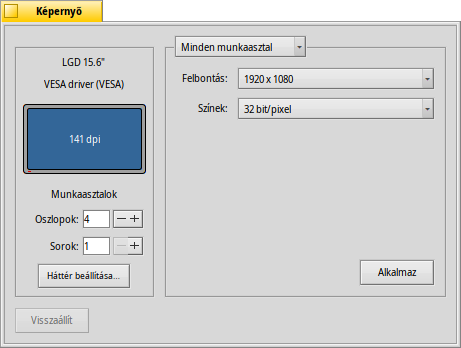 Képernyő
LGD 15.6"
VESA driver (VESA)
141 dpi
Munkaasztalok
Oszlopok: 4
Sorok: 1
Háttér beállítása...
Minden munkaasztal
Felbontás: 1920 x 1080
Színek: 32 bit/pixel
Alkalmaz
Visszaállít